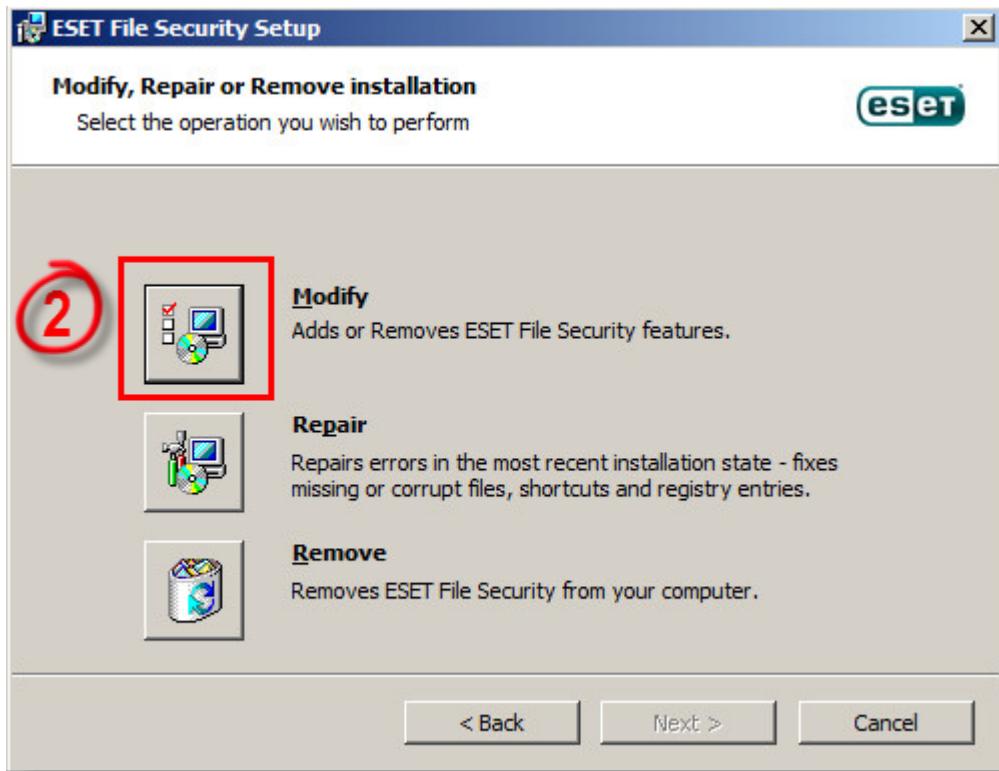 ESET File Security Setup
Modify, Repair or Remove installation
Select the operation you wish to perform
eset
2
Modify
Adds or Removes ESET File Security features.
Repair
Repairs errors in the most recent installation state - fixes
missing or corrupt files, shortcuts and registry entries.
Remove
Removes ESET File Security from your computer.
< Back
Next >
Cancel